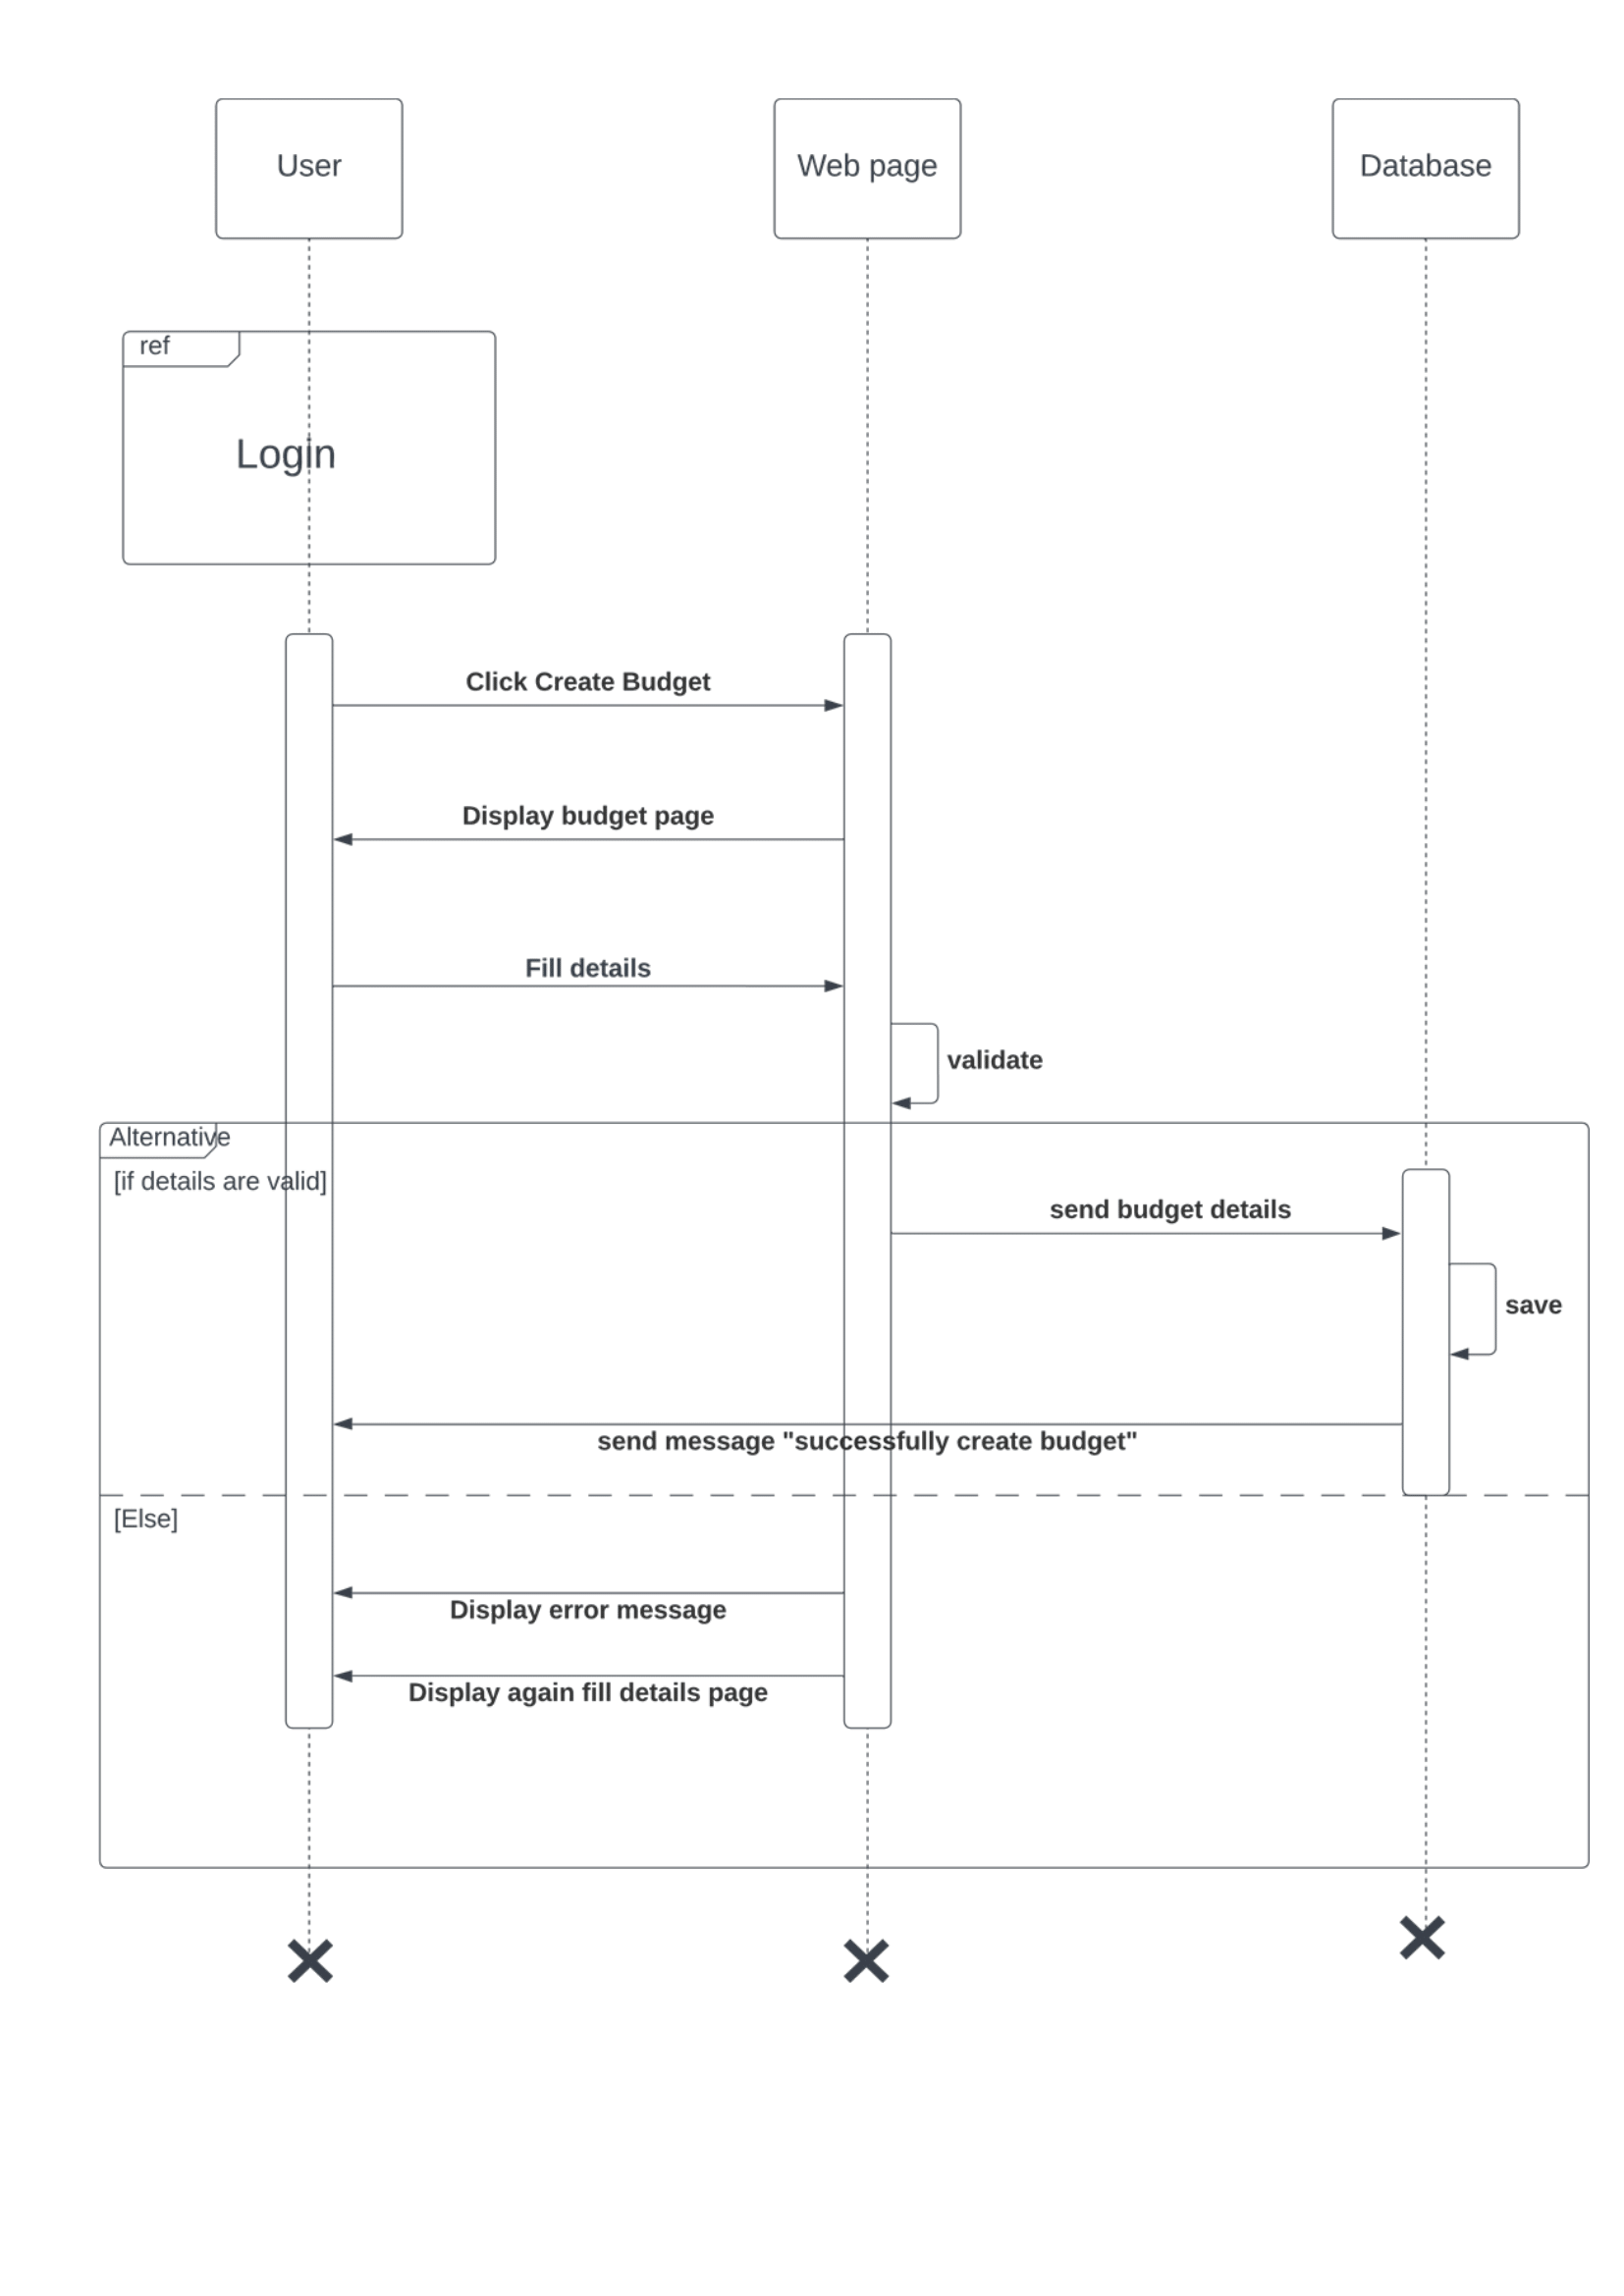 User
Web page
Database
ref
Login
Click Create Budget
Display budget page
Fill details
validate
Alternative
[if details are valid]
send budget details
save
send message "successfully create budget"
[Else]
Display error message
Display again fill details page